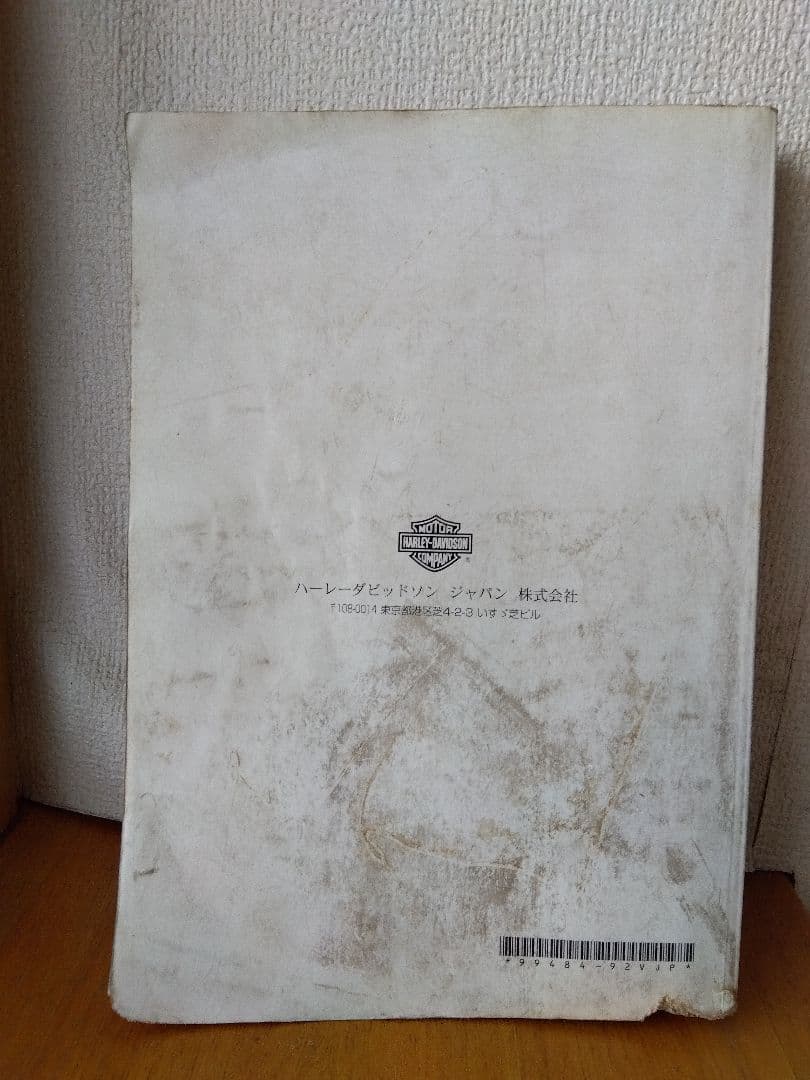 MOTOR
HARLEY-DAVIDSON
COMPANY
®
ハーレーダビッドソン ジャパン 株式会社
〒108-0014 東京都港区芝4-2-3 いすゞ芝ビル
*99484-92VJP*